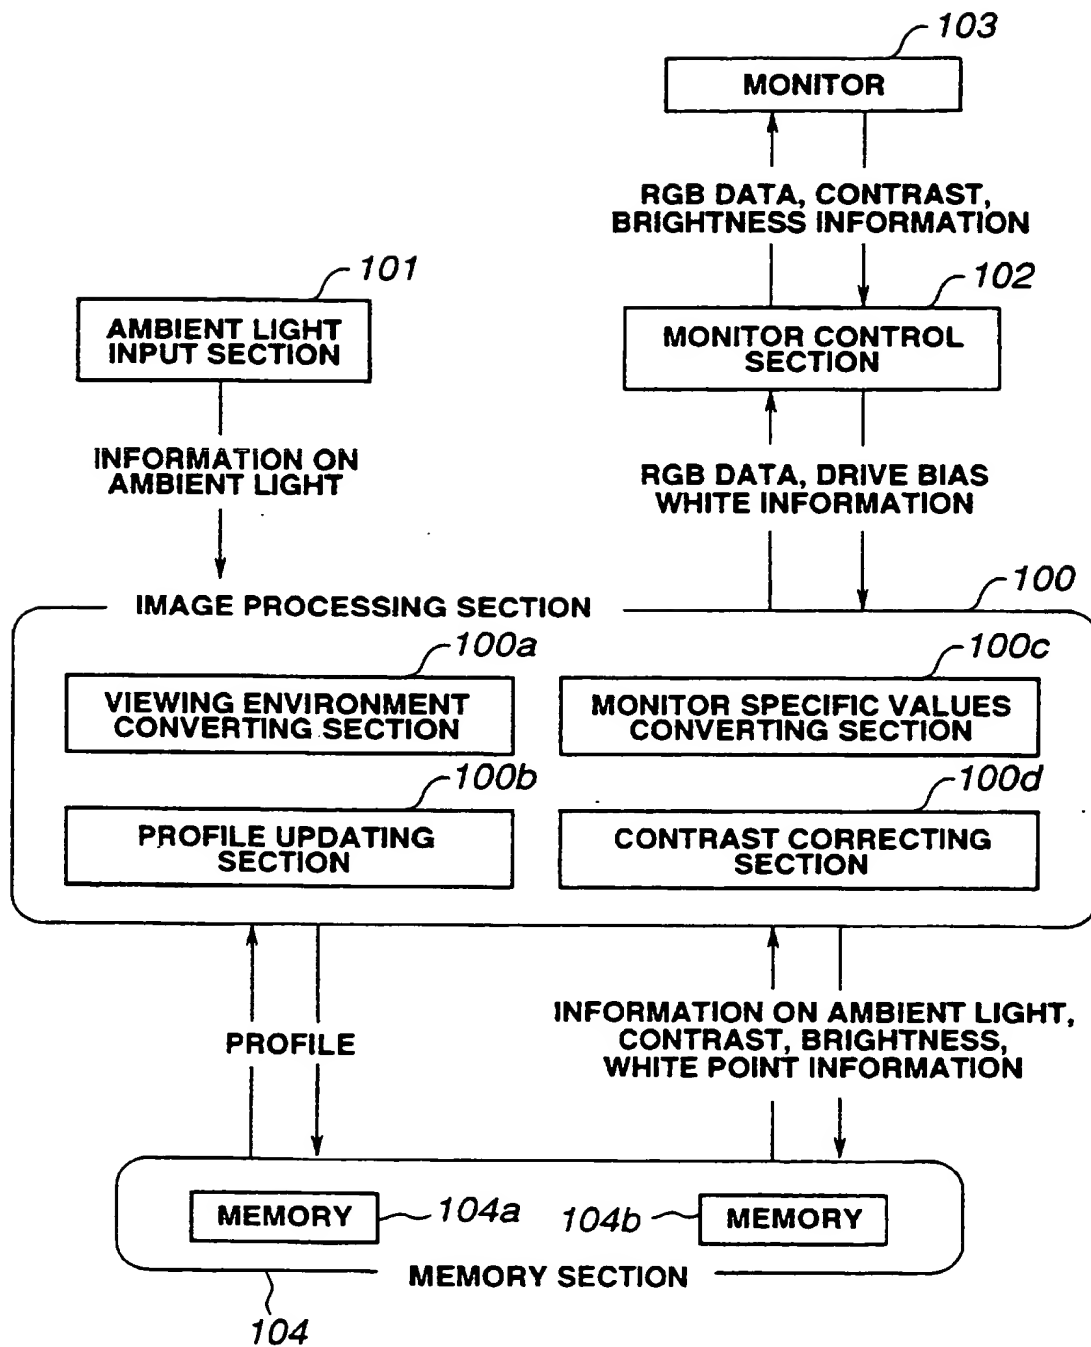 103
MONITOR
RGB DATA, CONTRAST,
BRIGHTNESS INFORMATION
101
AMBIENT LIGHT
INPUT SECTION
102
MONITOR CONTROL
SECTION
INFORMATION ON
AMBIENT LIGHT
RGB DATA, DRIVE BIAS
WHITE INFORMATION
100
IMAGE PROCESSING SECTION
100a
VIEWING ENVIRONMENT
CONVERTING SECTION
100c
MONITOR SPECIFIC VALUES
CONVERTING SECTION
100b
PROFILE UPDATING
SECTION
100d
CONTRAST CORRECTING
SECTION
PROFILE
INFORMATION ON AMBIENT LIGHT,
CONTRAST, BRIGHTNESS,
WHITE POINT INFORMATION
MEMORY
104a
104b
MEMORY
MEMORY SECTION
104